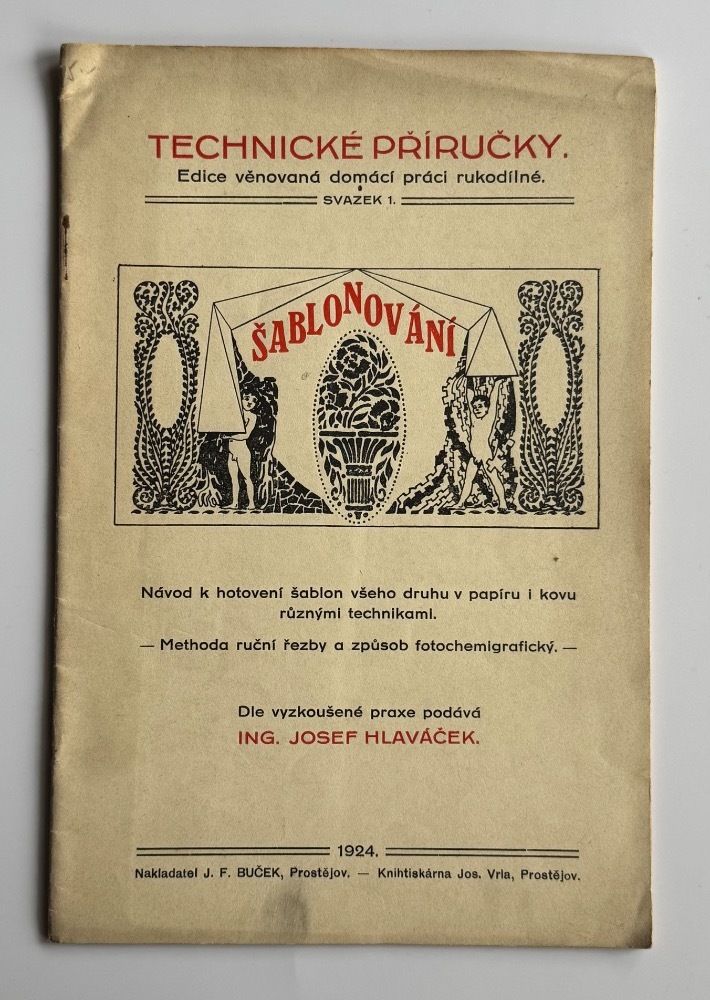 TECHNICKÉ PŘÍRUČKY.
Edice věnovaná domácí práci rukodílné.
SVAZEK 1.
ŠABLONOVÁNÍ
Návod k hotovení šablon všeho druhu v papíru i kovu
různými technikami.
— Methoda ruční řezby a způsob fotochemigrafický. —
Dle vyzkoušené praxe podává
ING. JOSEF HLAVÁČEK.
1924.
Nakladatel J. F. BUČEK, Prostějov. — Knihtiskárna Jos. Vrla, Prostějov.